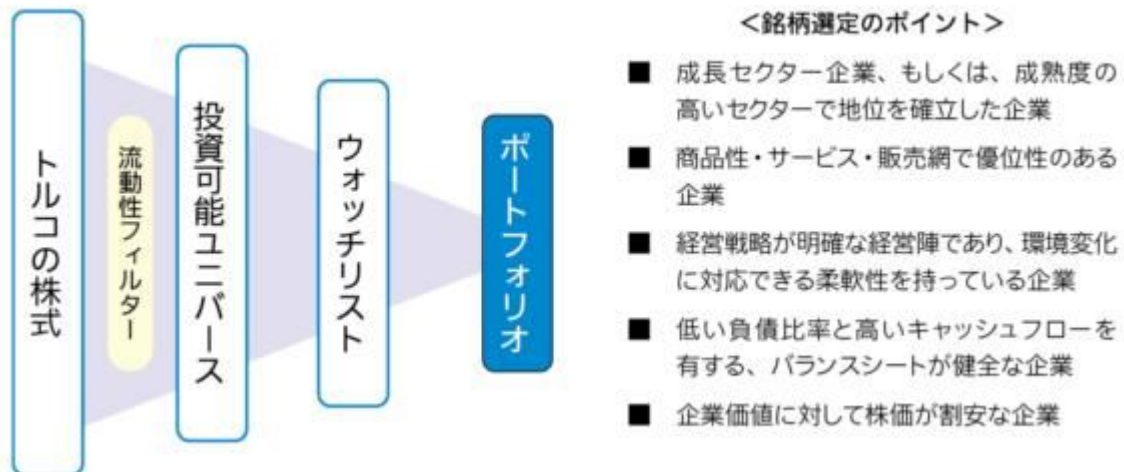 トルコの株式
流動性フィルター
投資可能ユニバース
ウォッチリスト
ポートフォリオ
＜銘柄選定のポイント＞
■ 成長セクター企業、もしくは、成熟度の
高いセクターで地位を確立した企業
■ 商品性・サービス・販売網で優位性のある
企業
■ 経営戦略が明確な経営陣であり、環境変化
に対応できる柔軟性を持っている企業
■ 低い負債比率と高いキャッシュフローを
有する、バランスシートが健全な企業
■ 企業価値に対して株価が割安な企業